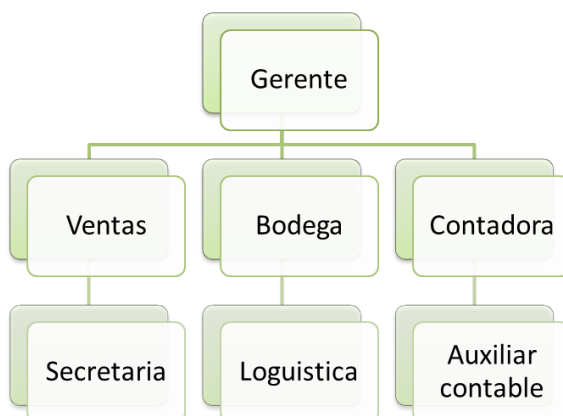 Gerente
Ventas
Bodega
Contadora
Secretaria
Loguistica
Auxiliar
contable